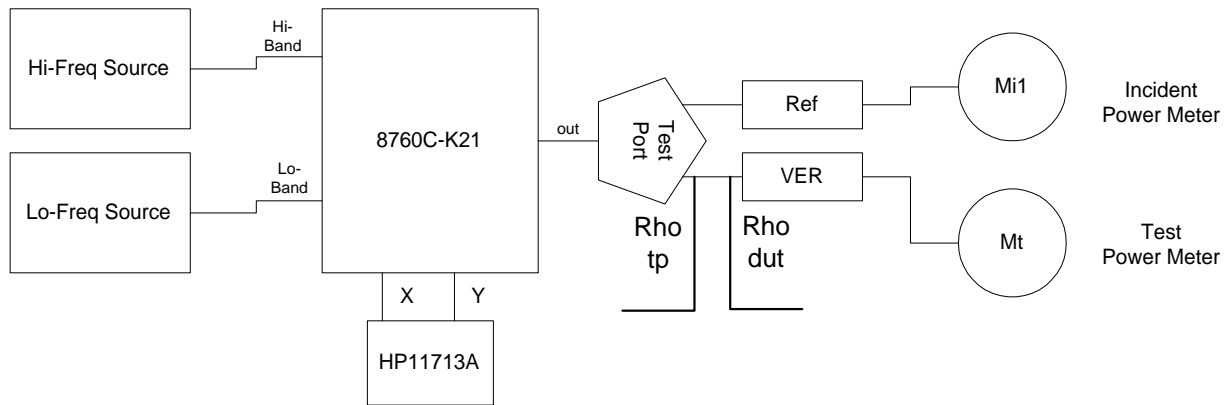 Hi-Freq Source
Hi-
Band
Lo-Freq Source
Lo-
Band
8760C-K21
X
Y
HP11713A
out
Test
Port
Ref
VER
Rho
tp
Rho
dut
Mi1
Incident
Power Meter
Mt
Test
Power Meter